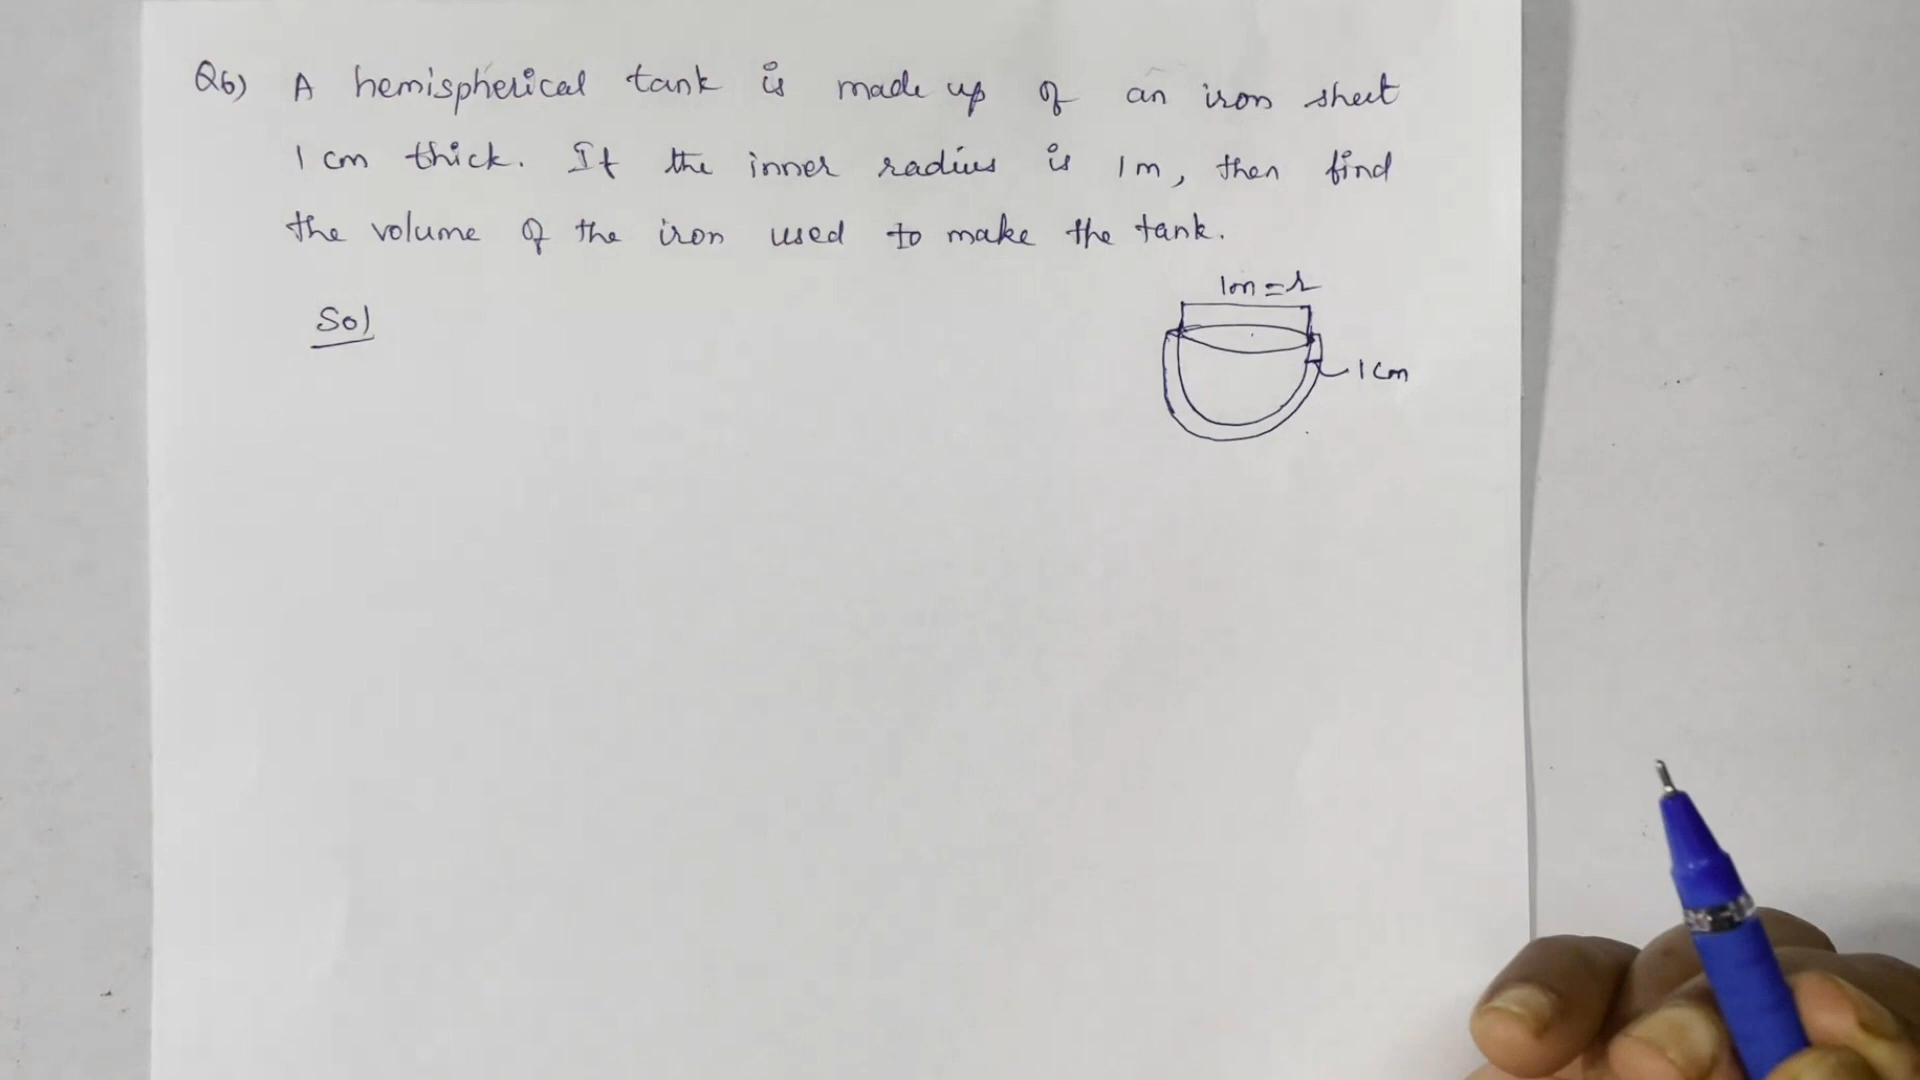 Q6) A hemispherical tank is made up of an iron sheet
1 cm thick. If the inner radius is 1m, then find
the volume of the iron used to make the tank.
1m = r
Sol
1cm